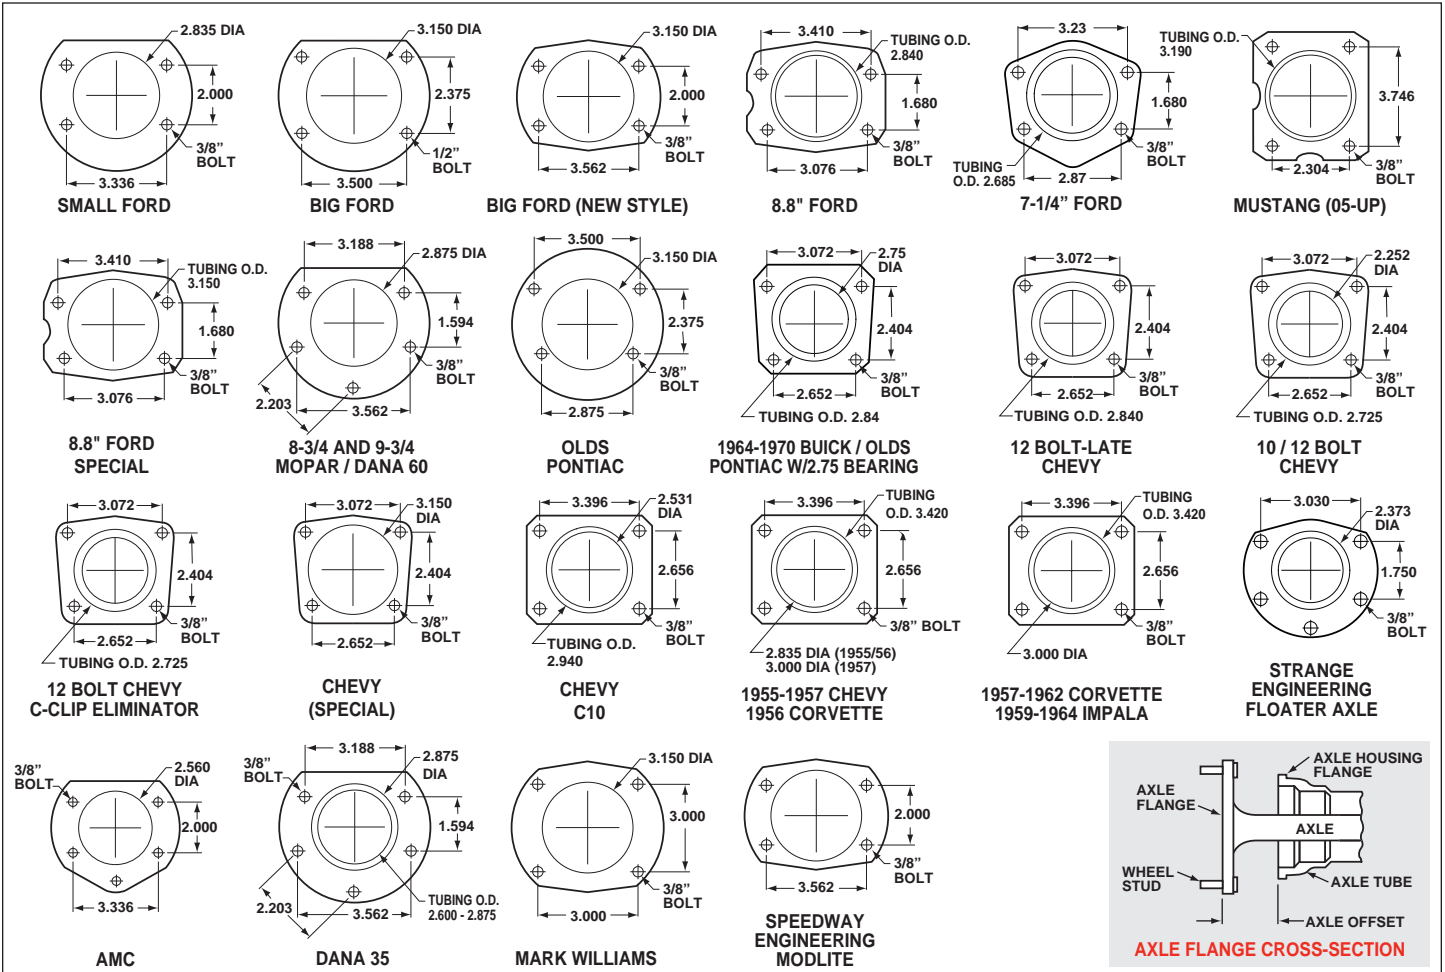 2.835 DIA
2.000
3/8”
BOLT
3.336
SMALL FORD
3.150 DIA
2.375
1/2”
BOLT
3.500
BIG FORD
3.150 DIA
2.000
3/8”
BOLT
3.562
BIG FORD (NEW STYLE)
3.410
TUBING O.D.
2.840
1.680
3/8”
BOLT
3.076
8.8" FORD
3.23
1.680
3/8”
BOLT
TUBING
O.D. 2.685
2.87
7-1/4” FORD
TUBING O.D.
3.190
3.746
3/8”
BOLT
2.304
MUSTANG (05-UP)
3.410
TUBING O.D.
3.150
1.680
3/8”
BOLT
3.076
8.8" FORD
SPECIAL
3.188
2.875 DIA
1.594
3/8”
BOLT
2.203
3.562
8-3/4 AND 9-3/4
MOPAR / DANA 60
3.500
3.150 DIA
2.375
3/8”
BOLT
2.875
OLDS
PONTIAC
3.072
2.75
DIA
2.404
3/8”
BOLT
2.652
TUBING O.D. 2.84
1964-1970 BUICK / OLDS
PONTIAC W/2.75 BEARING
3.072
2.404
3/8”
BOLT
2.652
TUBING O.D. 2.840
12 BOLT-LATE
CHEVY
3.072
2.252
DIA
2.404
3/8”
BOLT
2.652
TUBING O.D. 2.725
10 / 12 BOLT
CHEVY
3.072
2.404
3/8”
BOLT
2.652
TUBING O.D. 2.725
12 BOLT CHEVY
C-CLIP ELIMINATOR
3.072
3.150
DIA
2.404
3/8”
BOLT
2.652
CHEVY
(SPECIAL)
3.396
2.531
DIA
2.656
3/8”
BOLT
TUBING O.D.
2.940
CHEVY
C10
3.396
TUBING
O.D. 3.420
2.656
3/8” BOLT
2.835 DIA (1955/56)
3.000 DIA (1957)
1955-1957 CHEVY
1956 CORVETTE
3.396
TUBING
O.D. 3.420
2.656
3/8”
BOLT
3.000 DIA
1957-1962 CORVETTE
1959-1964 IMPALA
3.030
2.373
DIA
1.750
3/8”
BOLT
STRANGE
ENGINEERING
FLOATER AXLE
3/8”
BOLT
2.560
DIA
2.000
3.336
AMC
3.188
3/8”
BOLT
2.875
DIA
1.594
TUBING O.D.
2.600 - 2.875
2.203
3.562
DANA 35
3.150 DIA
3.000
3/8”
BOLT
3.000
MARK WILLIAMS
2.000
3/8”
BOLT
3.562
SPEEDWAY
ENGINEERING
MODLITE
AXLE HOUSING
FLANGE
AXLE
FLANGE
AXLE
WHEEL
STUD
AXLE TUBE
AXLE OFFSET
AXLE FLANGE CROSS-SECTION